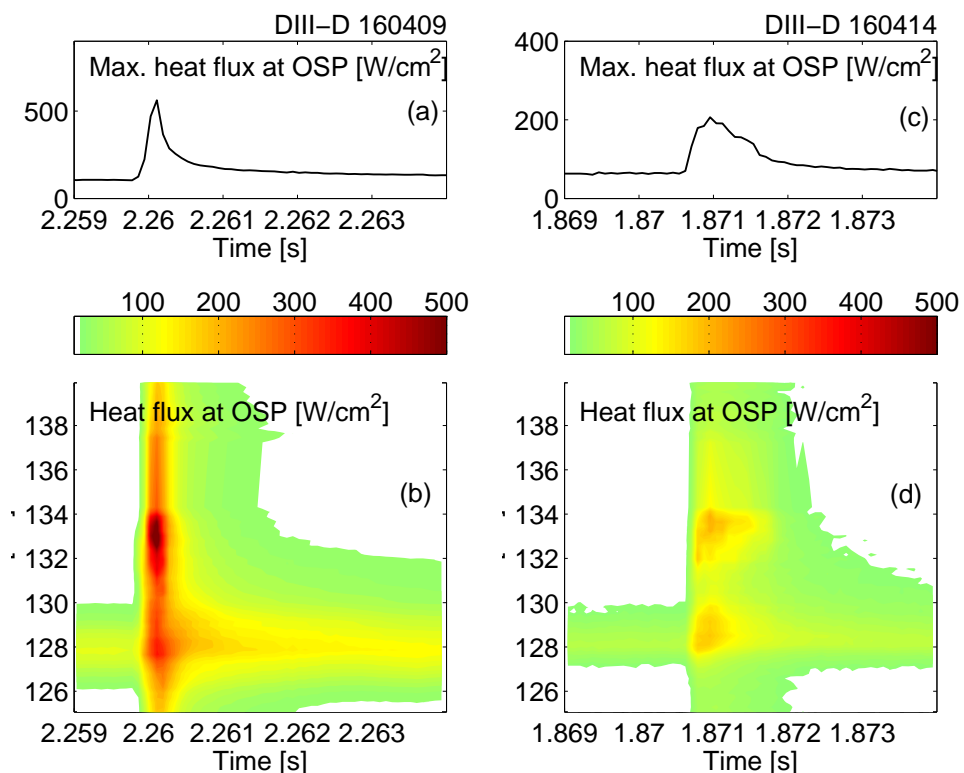 DIII−D 160409
Max. heat flux at OSP [W/cm²]
(a)
500
0
2.259 2.26 2.261 2.262 2.263
Time [s]
DIII−D 160414
400
Max. heat flux at OSP [W/cm²]
(c)
200
0
1.869 1.87 1.871 1.872 1.873
Time [s]
100 200 300 400 500
100 200 300 400 500
Heat flux at OSP [W/cm²]
138
136
(b)
134
132
130
128
126
2.259 2.26 2.261 2.262 2.263
Time [s]
Heat flux at OSP [W/cm²]
138
136
(d)
134
132
130
128
126
1.869 1.87 1.871 1.872 1.873
Time [s]